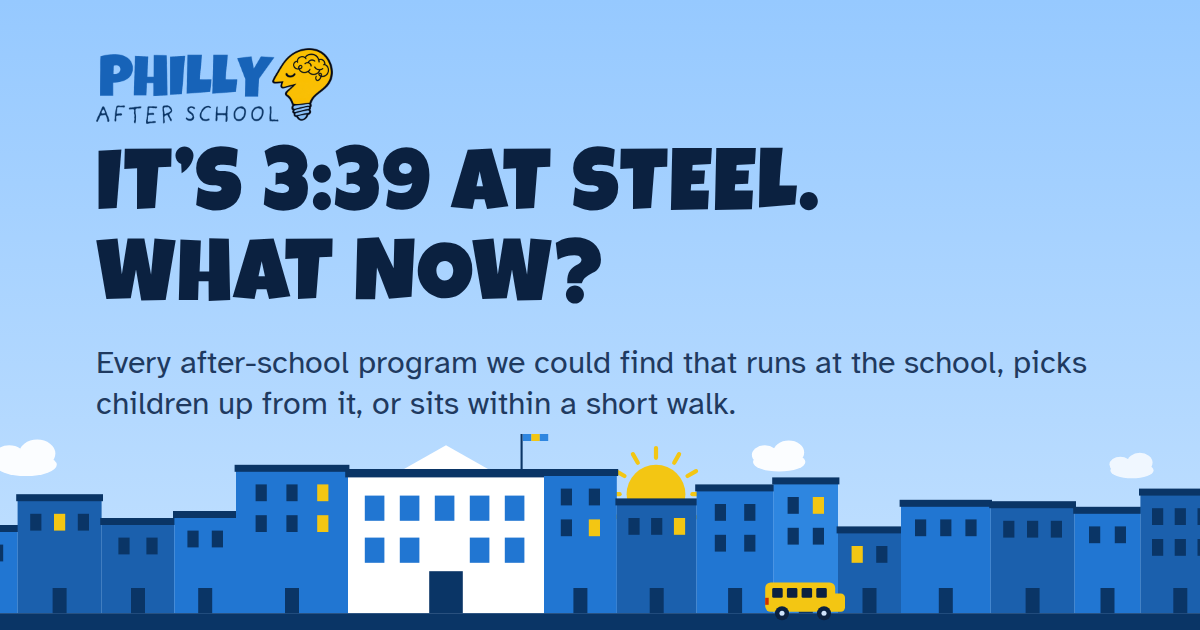 PHILLY
AFTER SCHOOL
IT'S 3:39 AT STEEL.
WHAT NOW?
Every after-school program we could find that runs at the school, picks
children up from it, or sits within a short walk.